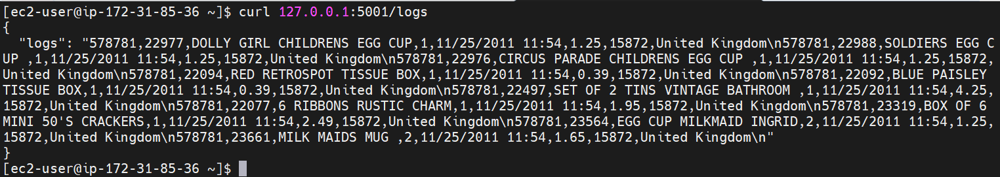 [ec2-user@ip-172-31-85-36 ~]$ curl 127.0.0.1:5001/logs
{
  "logs": "578781,22977,DOLLY GIRL CHILDRENS EGG CUP,1,11/25/2011 11:54,1.25,15872,United Kingdom\n578781,22988,SOLDIERS EGG C
UP ,1,11/25/2011 11:54,1.25,15872,United Kingdom\n578781,22976,CIRCUS PARADE CHILDRENS EGG CUP ,1,11/25/2011 11:54,1.25,15872,
United Kingdom\n578781,22094,RED RETROSPOT TISSUE BOX,1,11/25/2011 11:54,0.39,15872,United Kingdom\n578781,22092,BLUE PAISLEY
TISSUE BOX,1,11/25/2011 11:54,0.39,15872,United Kingdom\n578781,22497,SET OF 2 TINS VINTAGE BATHROOM ,1,11/25/2011 11:54,4.25,
15872,United Kingdom\n578781,22077,6 RIBBONS RUSTIC CHARM,1,11/25/2011 11:54,1.95,15872,United Kingdom\n578781,23319,BOX OF 6
MINI 50'S CRACKERS,1,11/25/2011 11:54,2.49,15872,United Kingdom\n578781,23564,EGG CUP MILKMAID INGRID,2,11/25/2011 11:54,1.25,
15872,United Kingdom\n578781,23661,MILK MAIDS MUG ,2,11/25/2011 11:54,1.65,15872,United Kingdom\n"
}
[ec2-user@ip-172-31-85-36 ~]$